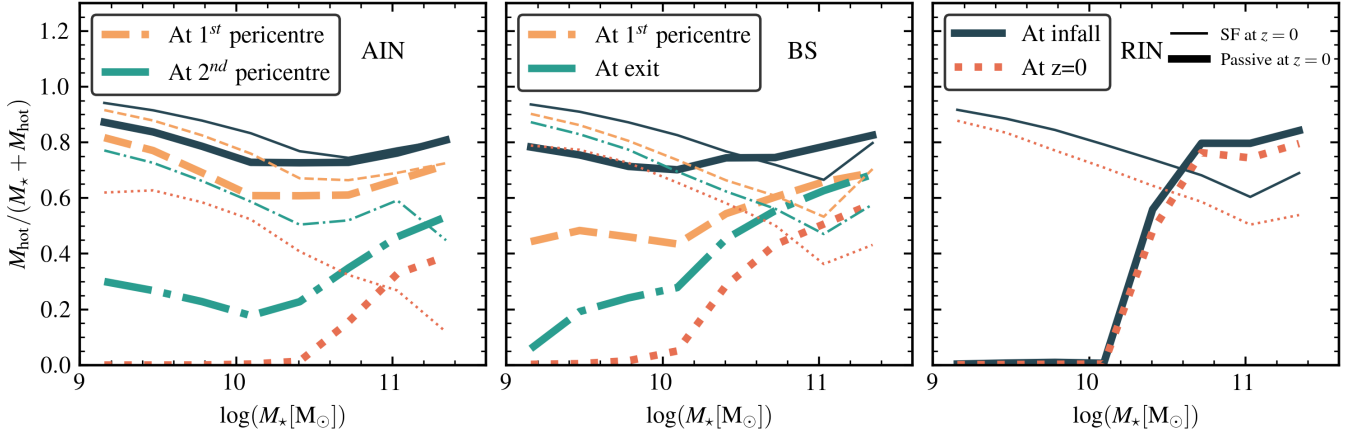 At 1st pericentre
At 2nd pericentre
AIN
At 1st pericentre
At exit
BS
At infall
At z=0
RIN
SF at z = 0
Passive at z = 0
M_hot/(M⋆ + M_hot)
1.2
1.0
0.8
0.6
0.4
0.2
0.0
9 10 11
9 10 11
9 10 11
log(M⋆[M⊙])
log(M⋆[M⊙])
log(M⋆[M⊙])